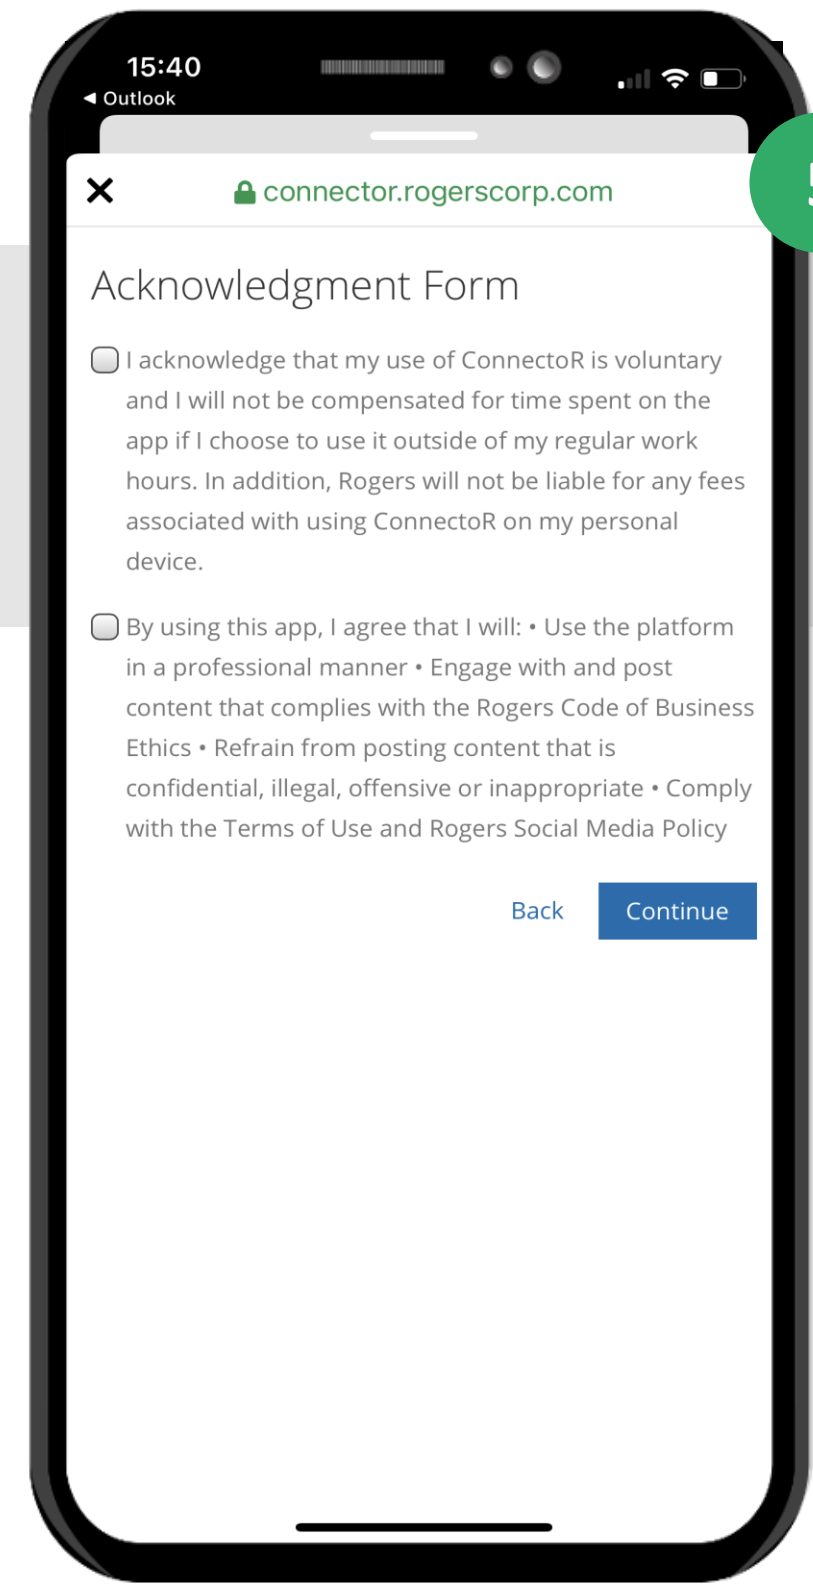 15:40
◀ Outlook
connector.rogerscorp.com
Acknowledgment Form
I acknowledge that my use of ConnectoR is voluntary
and I will not be compensated for time spent on the
app if I choose to use it outside of my regular work
hours. In addition, Rogers will not be liable for any fees
associated with using ConnectoR on my personal
device.
By using this app, I agree that I will: • Use the platform
in a professional manner • Engage with and post
content that complies with the Rogers Code of Business
Ethics • Refrain from posting content that is
confidential, illegal, offensive or inappropriate • Comply
with the Terms of Use and Rogers Social Media Policy
Back Continue